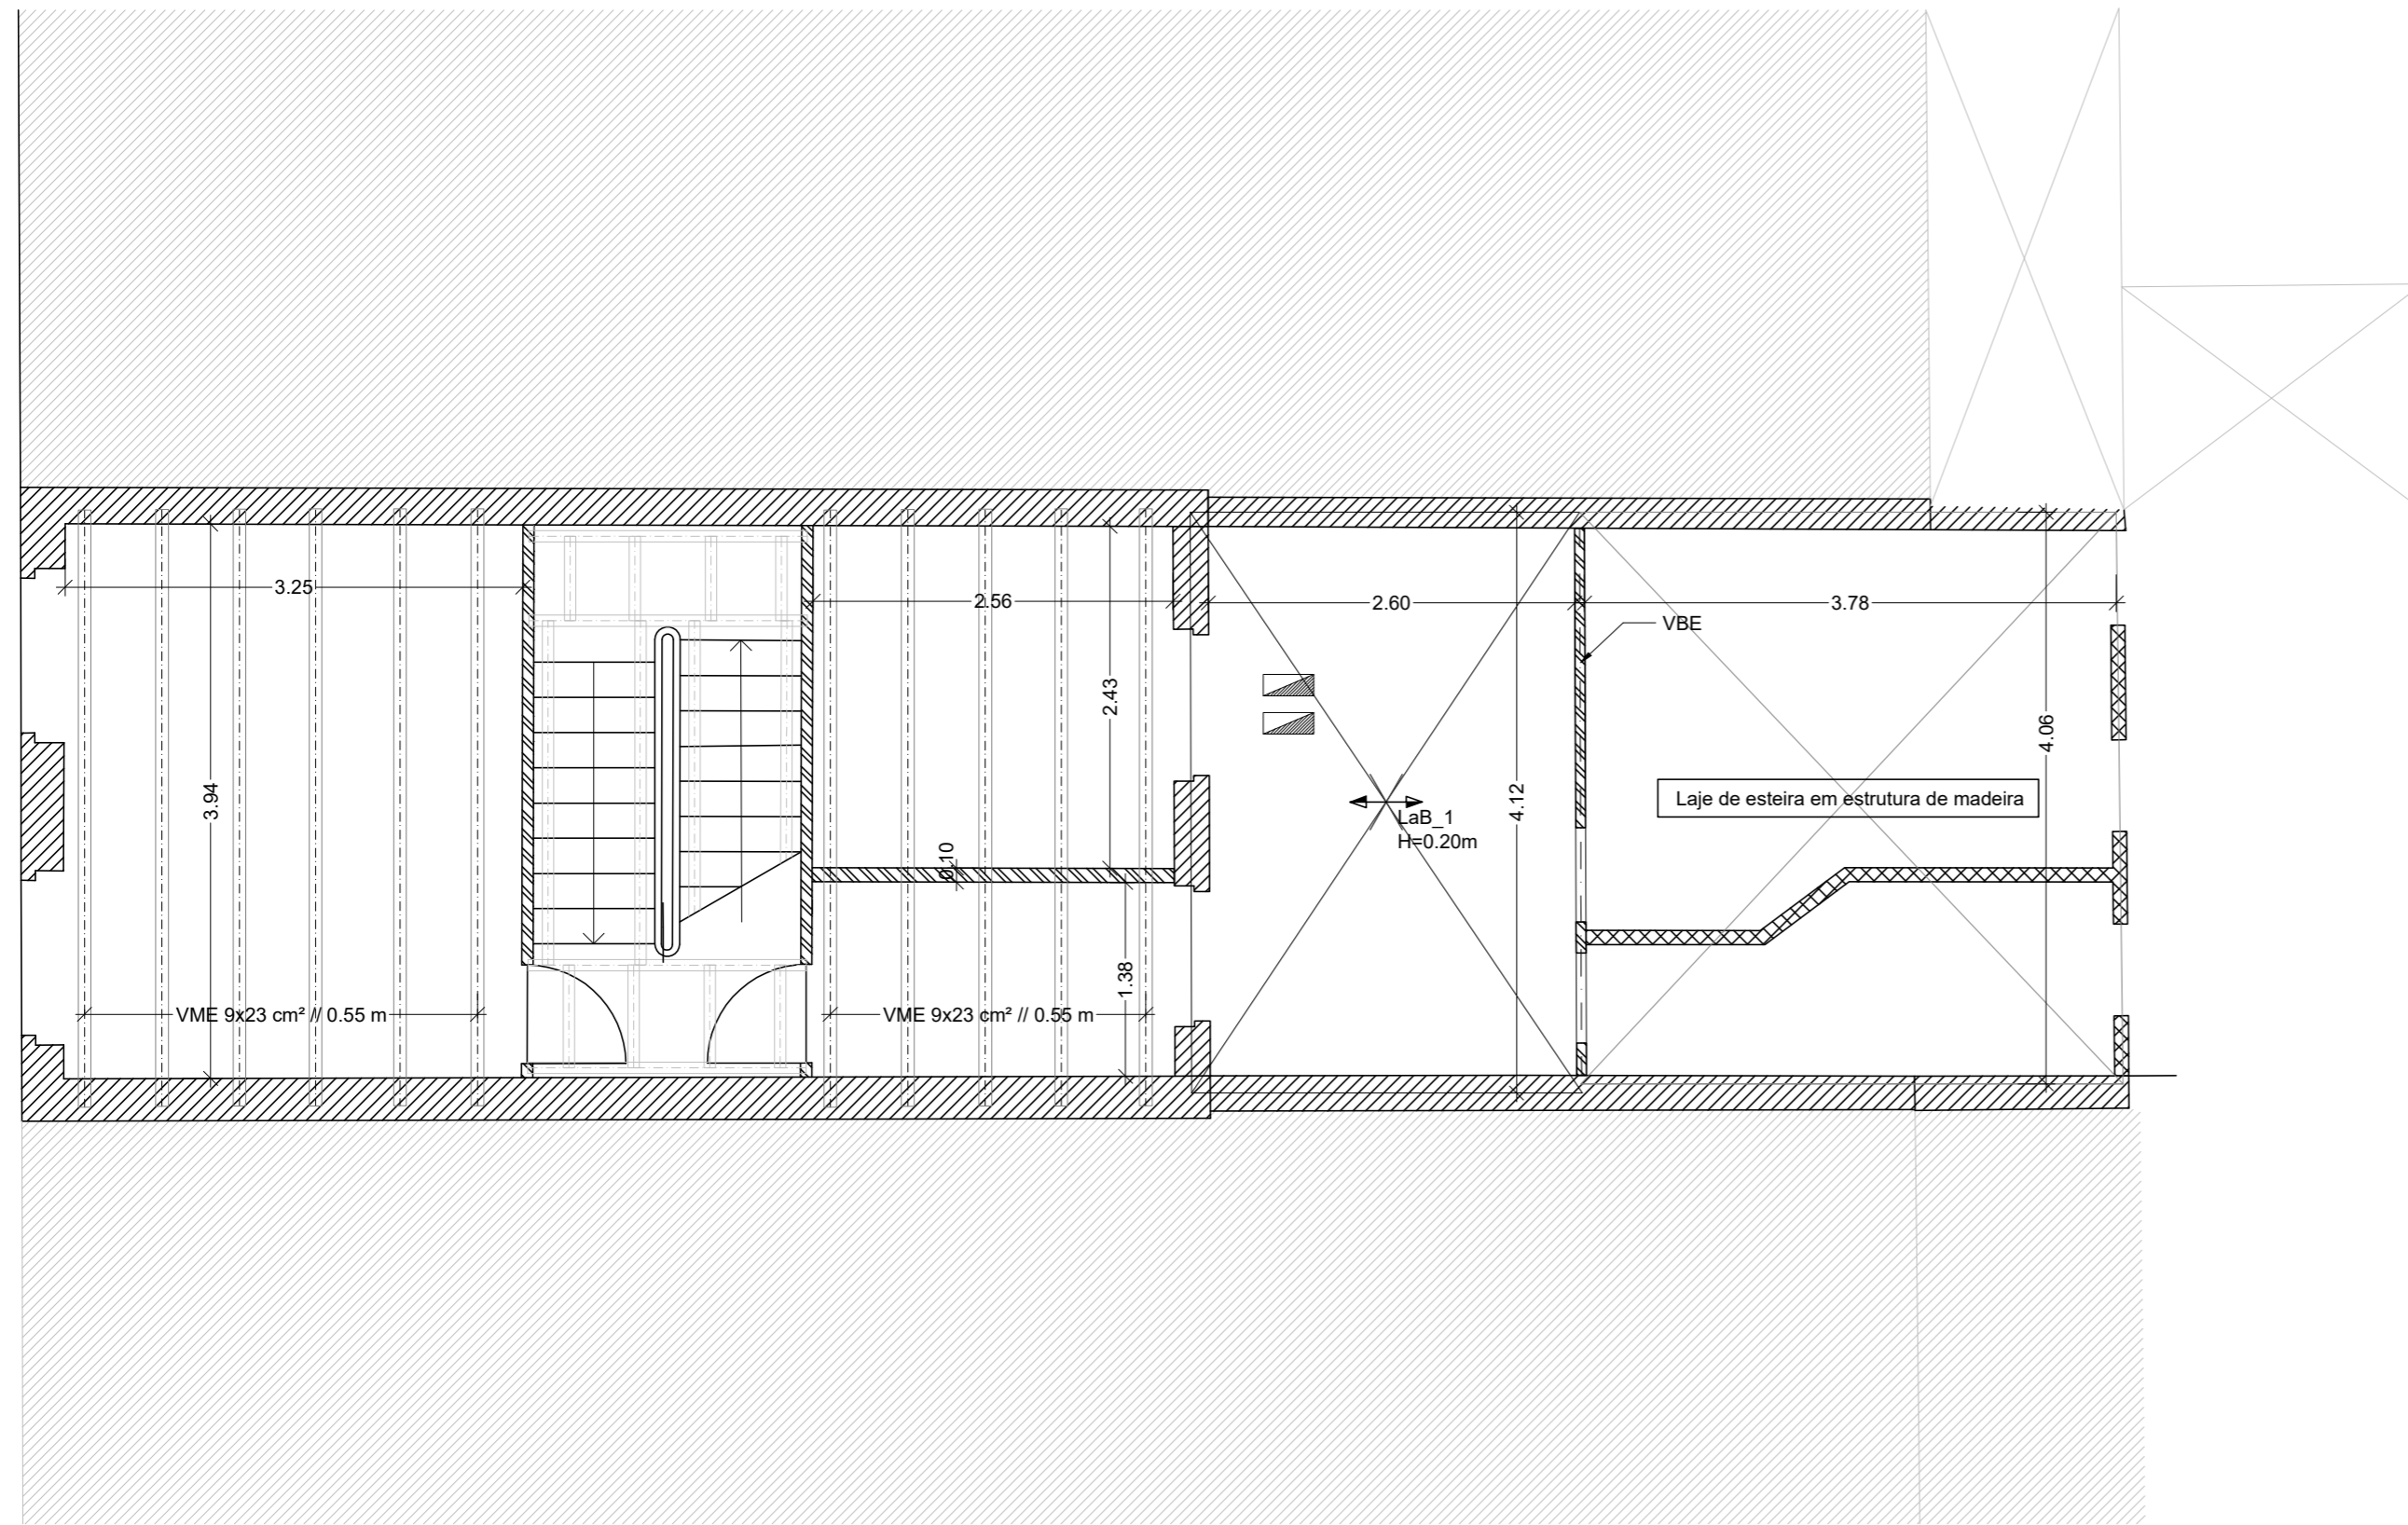 3.25
2.56
2.60
3.78
VBE
2.43
4.06
3.94
4.12
Laje de esteira em estrutura de madeira
LaB_1
H=0.20m
0.10
1.38
VME 9x23 cm² // 0.55 m
VME 9x23 cm² // 0.55 m